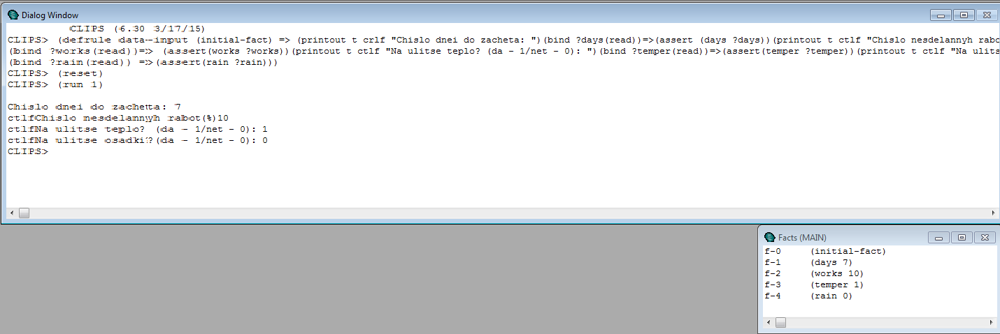 Dialog Window
CLIPS (6.30 3/17/15)
CLIPS> (defrule data-input (initial-fact) => (printout t crlf "Chislo dnei do zacheta: ")(bind ?days(read))=>(assert (days ?days))(printout t ctlf "Chislo nesdelannyh rabo
(bind ?works(read))=> (assert(works ?works))(printout t ctlf "Na ulitse teplo? (da - 1/net - 0): ")(bind ?temper(read))=>(assert(temper ?temper))(printout t ctlf "Na ulits
(bind ?rain(read)) =>(assert(rain ?rain)))
CLIPS> (reset)
CLIPS> (run 1)
Chislo dnei do zacheta: 7
ctlfChislo nesdelannyh rabot(%)10
ctlfNa ulitse teplo? (da - 1/net - 0): 1
ctlfNa ulitse osadki?(da - 1/net - 0): 0
CLIPS>
Facts (MAIN)
f-0 (initial-fact)
f-1 (days 7)
f-2 (works 10)
f-3 (temper 1)
f-4 (rain 0)